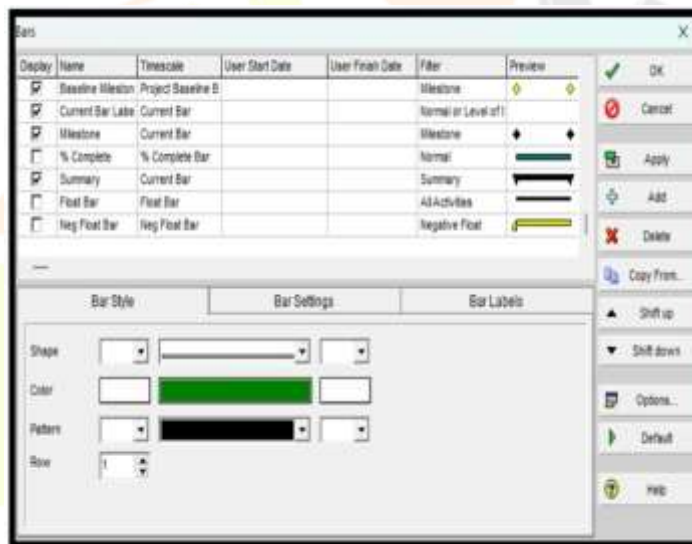 Bars
X
Display Name Timescale User Start Date User Finish Date Filter Preview
Baseline Mileston Project Baseline B Milestone
Current Bar Labe Current Bar Normal or Level of
Milestone Current Bar Milestone
% Complete % Complete Bar Normal
Summary Current Bar Summary
Float Bar Float Bar All Activities
Neg Float Bar Neg Float Bar Negative Float
OK
Cancel
Apply
Add
Delete
Copy From...
Shift up
Shift down
Options...
Default
Help
Bar Style Bar Settings Bar Labels
Shape
Color
Pattern
Row 1